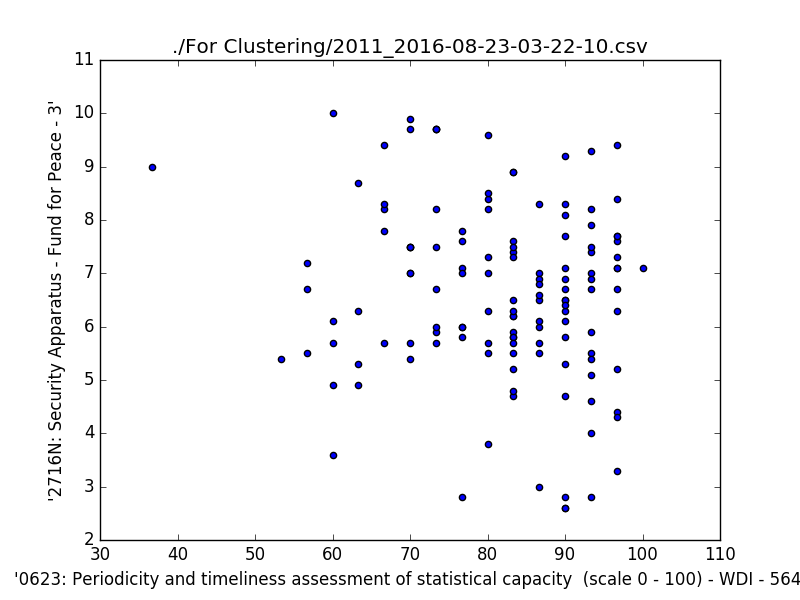 ./For Clustering/2011_2016-08-23-03-22-10.csv
'2716N: Security Apparatus - Fund for Peace - 3'
11
10
9
8
7
6
5
4
3
2
30 40 50 60 70 80 90 100 110
'0623: Periodicity and timeliness assessment of statistical capacity (scale 0 - 100) - WDI - 564